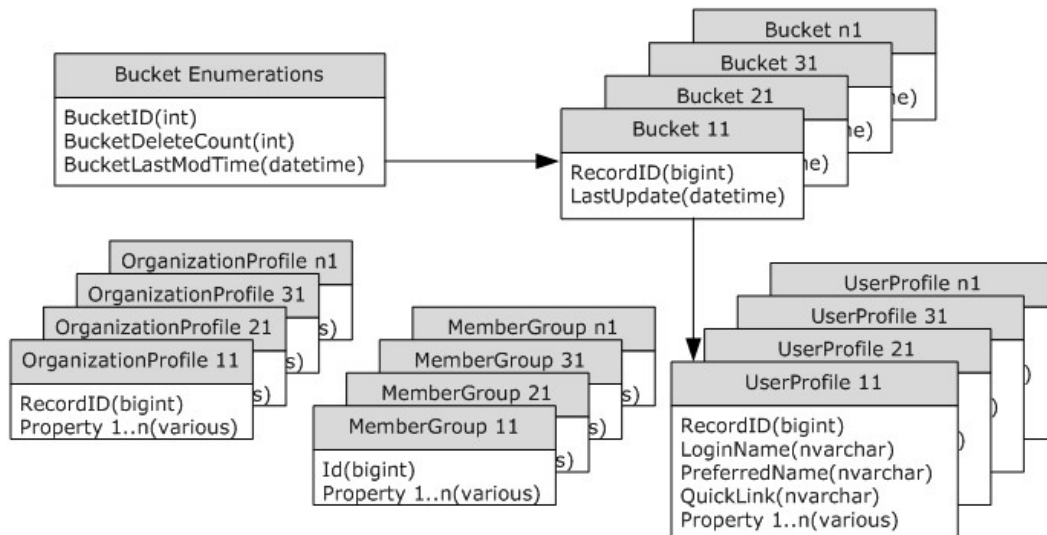 Bucket Enumerations
BucketID(int)
BucketDeleteCount(int)
BucketLastModTime(datetime)
Bucket n1
Bucket 31
ne)
Bucket 21
ne)
Bucket 11
ne)
RecordID(bigint)
LastUpdate(datetime)
OrganizationProfile n1
OrganizationProfile 31
s)
OrganizationProfile 21
s)
OrganizationProfile 11
s)
RecordID(bigint)
Property 1..n(various)
MemberGroup n1
MemberGroup 31
s)
MemberGroup 21
s)
MemberGroup 11
s)
Id(bigint)
Property 1..n(various)
UserProfile n1
UserProfile 31
)
UserProfile 21
)
UserProfile 11
)
RecordID(bigint)
LoginName(nvarchar)
PreferredName(nvarchar)
QuickLink(nvarchar)
Property 1..n(various)